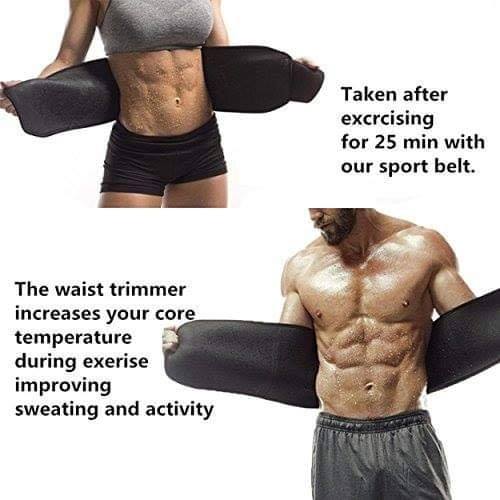 Taken after
excrcising
for 25 min with
our sport belt.
The waist trimmer
increases your core
temperature
during exerise
improving
sweating and activity